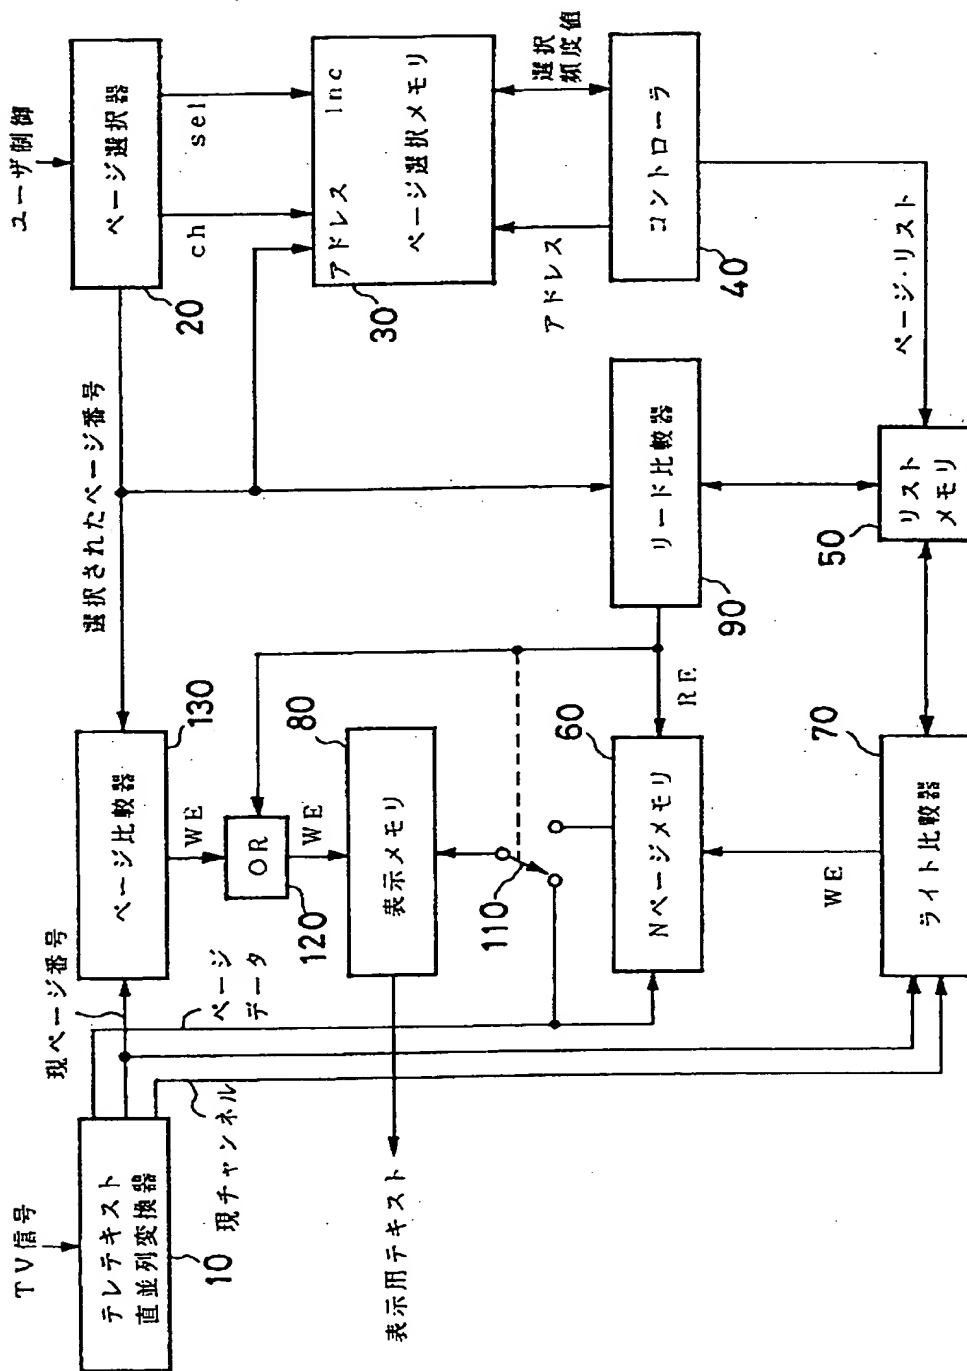 TV信号
テレテキスト
直並列変換器
10
現ページ番号
ページ
データ
現チャンネル
表示用テキスト
ページ比較器
130
WE
OR
120
WE
表示メモリ
80
110
Nページメモリ
60
RE
WE
ライト比較器
70
選択されたページ番号
リード比較器
90
リスト
メモリ
50
ページ・リスト
ユーザ制御
ページ選択器
20
ch
sel
アドレス
Inc
ページ選択メモリ
30
アドレス
選択
頻度値
コントローラ
40